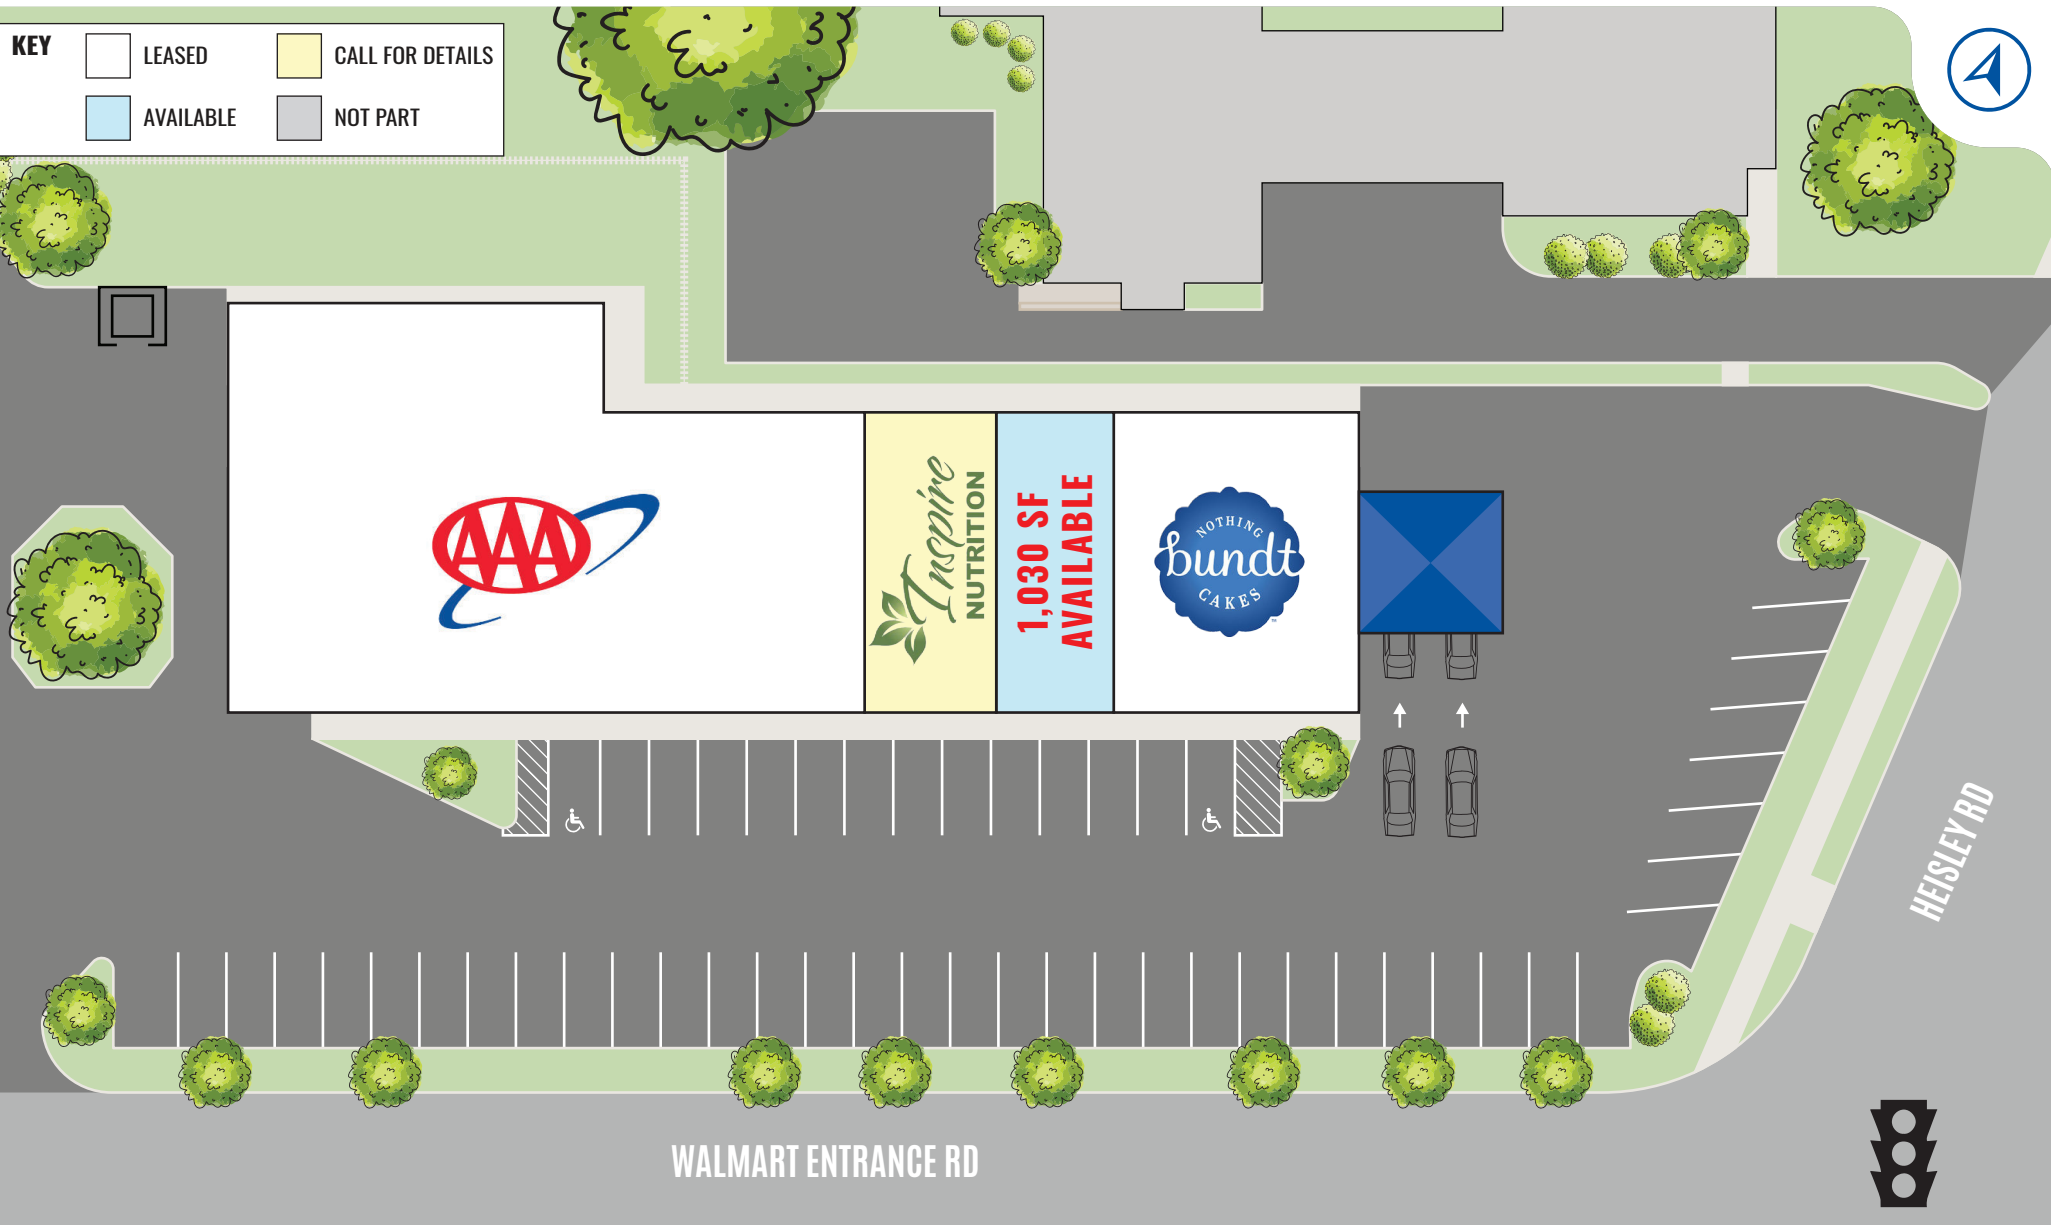 KEY
LEASED
CALL FOR DETAILS
AVAILABLE
NOT PART
AAA
Inspire
NUTRITION
1,030 SF
AVAILABLE
NOTHING
bundt
CAKES
HEISLEY RD
WALMART ENTRANCE RD